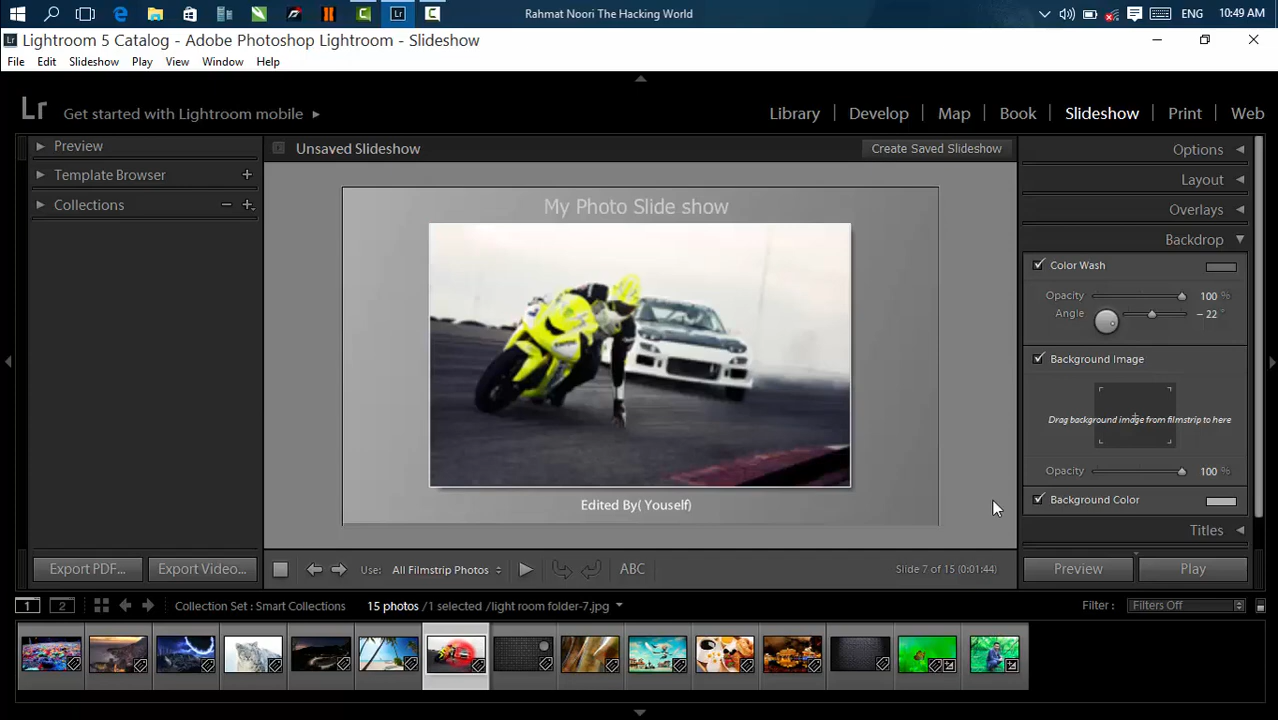 Rahmat Noori The Hacking World
ENG
10:49 AM
Lr Lightroom 5 Catalog - Adobe Photoshop Lightroom - Slideshow
File Edit Slideshow Play View Window Help
Lr Get started with Lightroom mobile
Library Develop Map Book Slideshow Print Web
Preview
Template Browser
Collections
Unsaved Slideshow
Create Saved Slideshow
My Photo Slide show
Edited By( Youself)
Options
Layout
Overlays
Backdrop
Color Wash
Opacity 100 %
Angle - 22 °
Background Image
Drag background image from filmstrip to here
Opacity 100 %
Background Color
Titles
Export PDF... Export Video...
Use: All Filmstrip Photos ABC Slide 7 of 15 (0:01:44)
Preview Play
1 2 Collection Set : Smart Collections 15 photos /1 selected /light room folder-7.jpg Filter : Filters Off